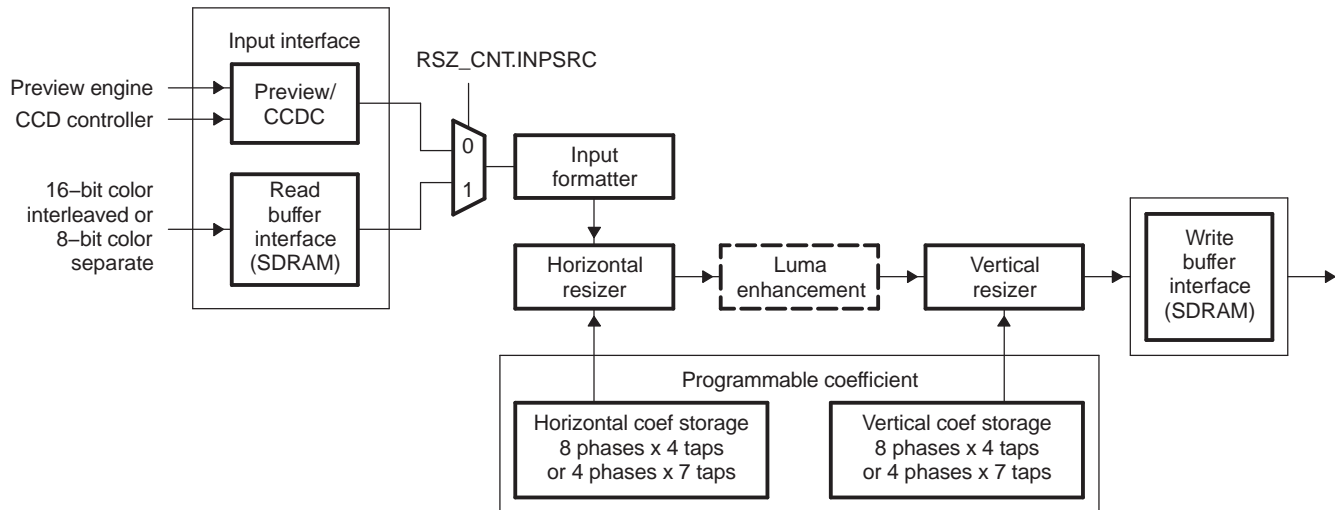 Input interface
Preview engine
CCD controller
Preview/
CCDC
RSZ_CNT.INPSRC
0
1
16–bit color
interleaved or
8–bit color
separate
Read
buffer
interface
(SDRAM)
Input
formatter
Horizontal
resizer
Luma
enhancement
Vertical
resizer
Write
buffer
interface
(SDRAM)
Programmable coefficient
Horizontal coef storage
8 phases x 4 taps
or 4 phases x 7 taps
Vertical coef storage
8 phases x 4 taps
or 4 phases x 7 taps